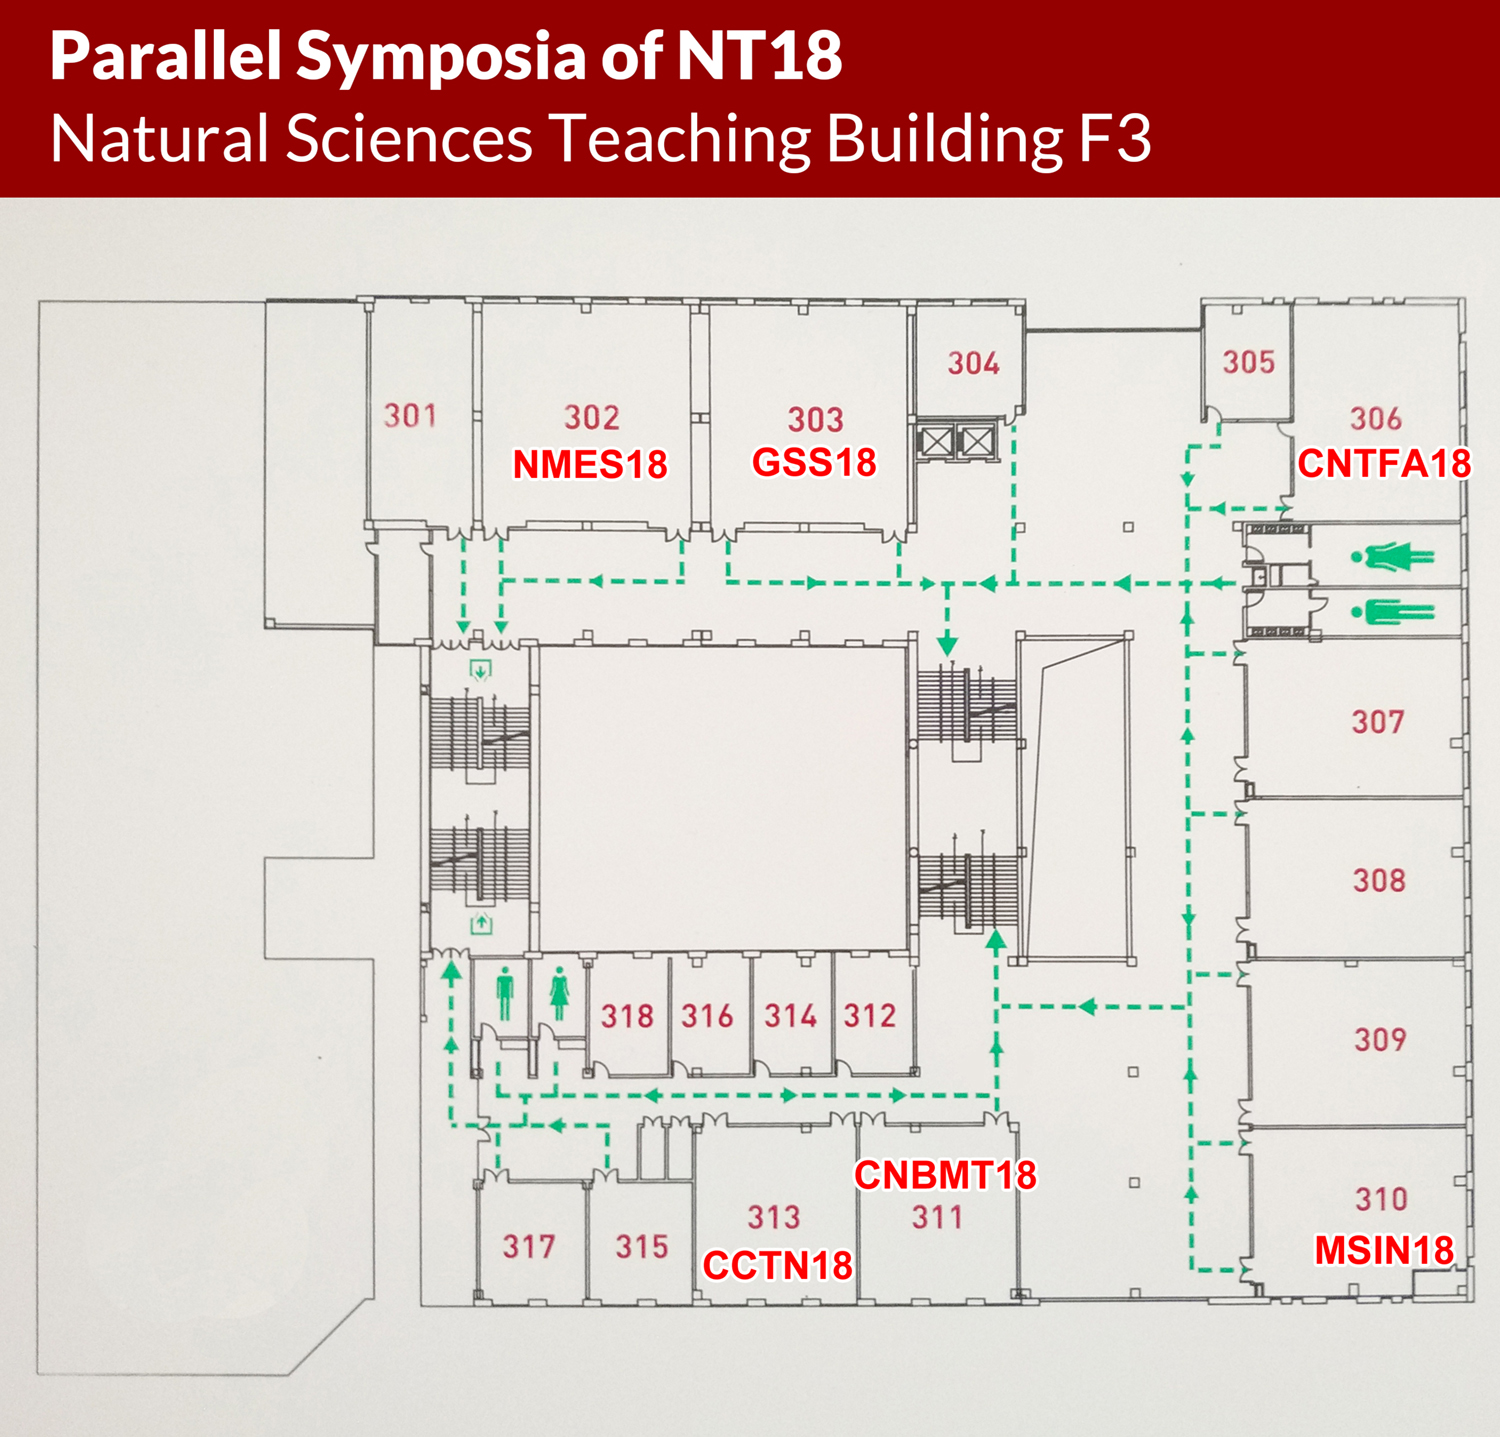 Parallel Symposia of NT18
Natural Sciences Teaching Building F3
301
302
NMES18
303
GSS18
304
305
306
CNTFA18
307
308
309
310
MSIN18
318
316
314
312
317
315
313
CCTN18
CNBMT18
311